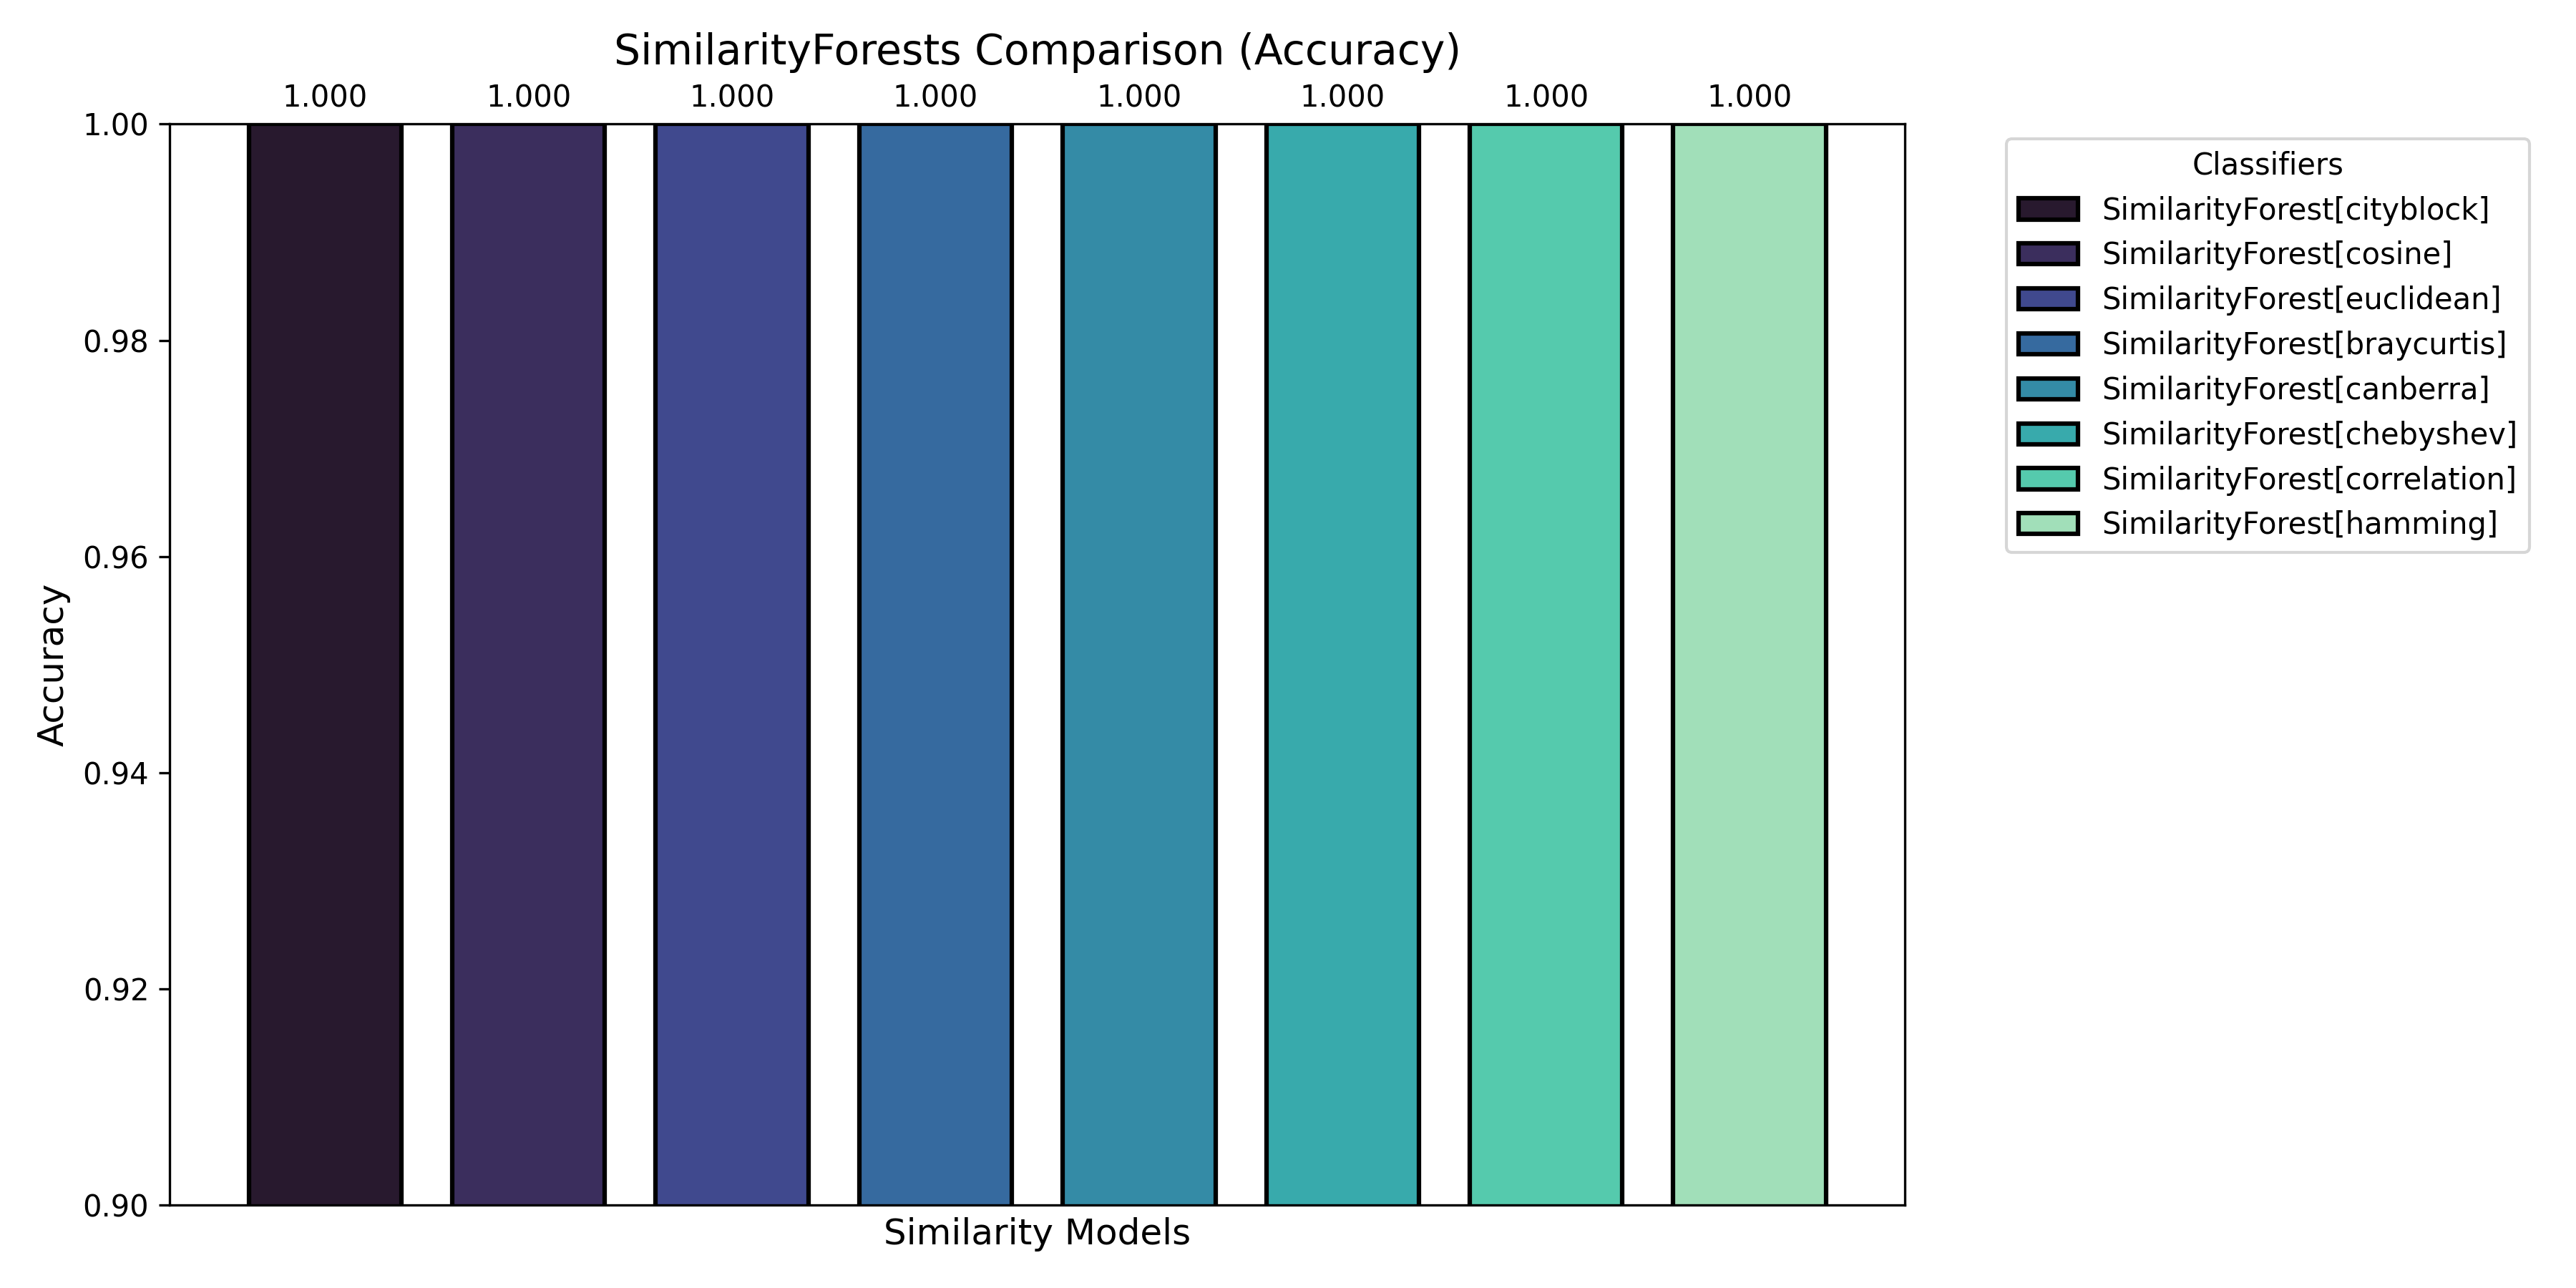 SimilarityForests Comparison (Accuracy)
1.000 1.000 1.000 1.000 1.000 1.000 1.000 1.000
1.00
0.98
0.96
0.94
0.92
0.90
Accuracy
Similarity Models
Classifiers
SimilarityForest[cityblock]
SimilarityForest[cosine]
SimilarityForest[euclidean]
SimilarityForest[braycurtis]
SimilarityForest[canberra]
SimilarityForest[chebyshev]
SimilarityForest[correlation]
SimilarityForest[hamming]